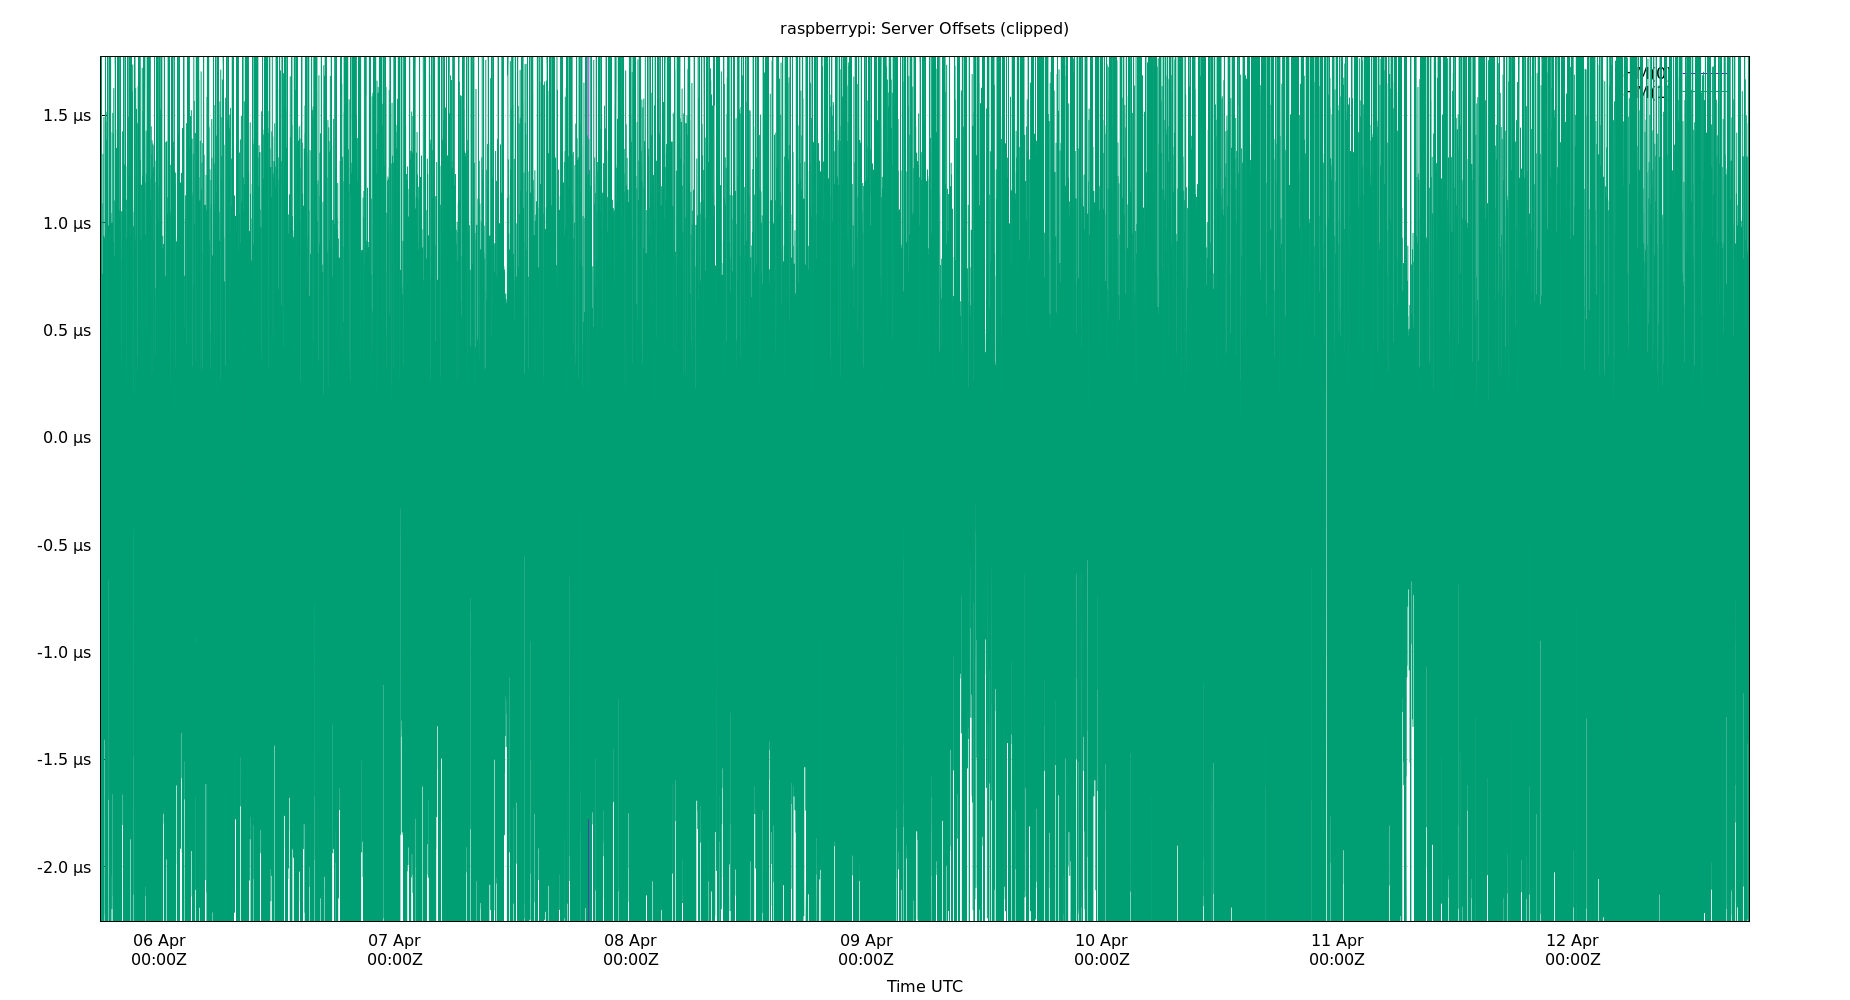 raspberrypi: Server Offsets (clipped)
1.5 µs
1.0 µs
0.5 µs
0.0 µs
-0.5 µs
-1.0 µs
-1.5 µs
-2.0 µs
06 Apr 07 Apr 08 Apr 09 Apr 10 Apr 11 Apr 12 Apr
00:00Z 00:00Z 00:00Z 00:00Z 00:00Z 00:00Z 00:00Z
Time UTC